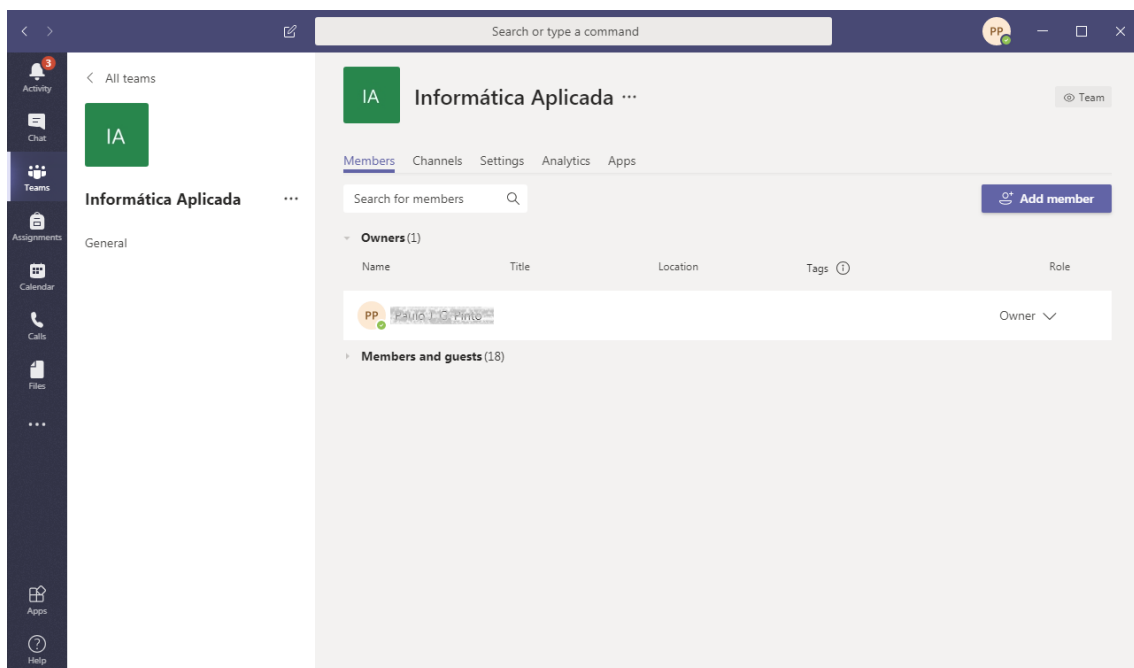 Search or type a command
PP
3
Activity
Chat
Teams
Assignments
Calendar
Calls
Files
Apps
Help
All teams
IA
Informática Aplicada
General
IA
Informática Aplicada
Team
Members Channels Settings Analytics Apps
Search for members
Add member
Owners (1)
Name Title Location Tags Role
PP
Owner
Members and guests (18)